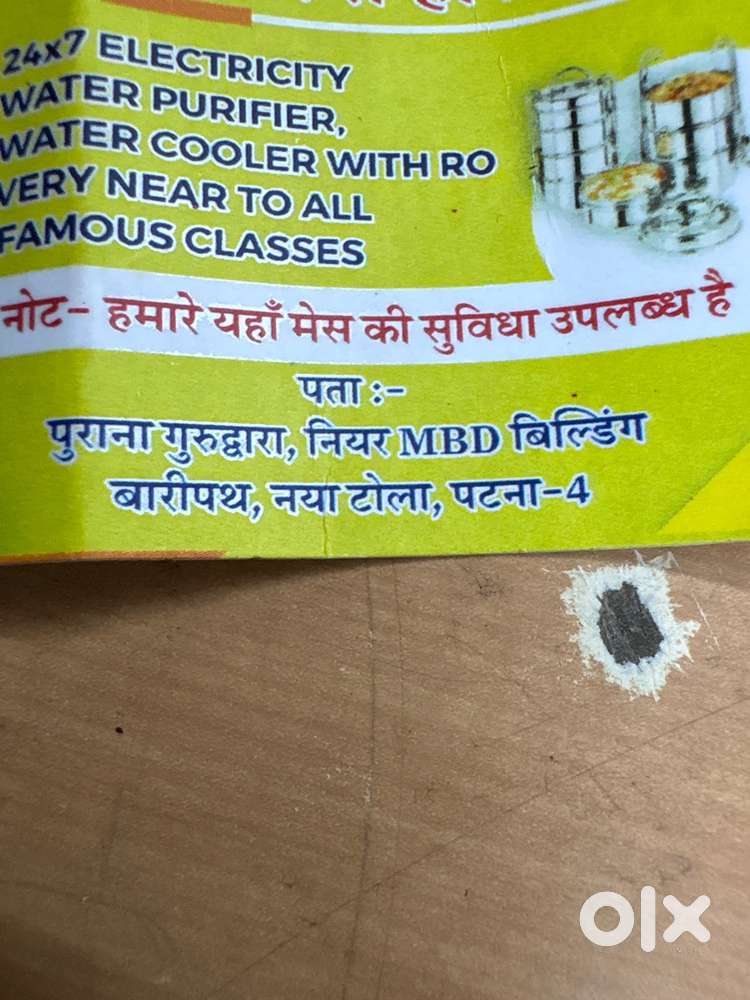 24x7 ELECTRICITY
WATER PURIFIER,
WATER COOLER WITH RO
VERY NEAR TO ALL
FAMOUS CLASSES
नोट- हमारे यहाँ मेस की सुविधा उपलब्ध है
पता :-
पुराना गुरुद्वारा, नियर MBD बिल्डिंग
बारीपथ, नया टोला, पटना-4
olx